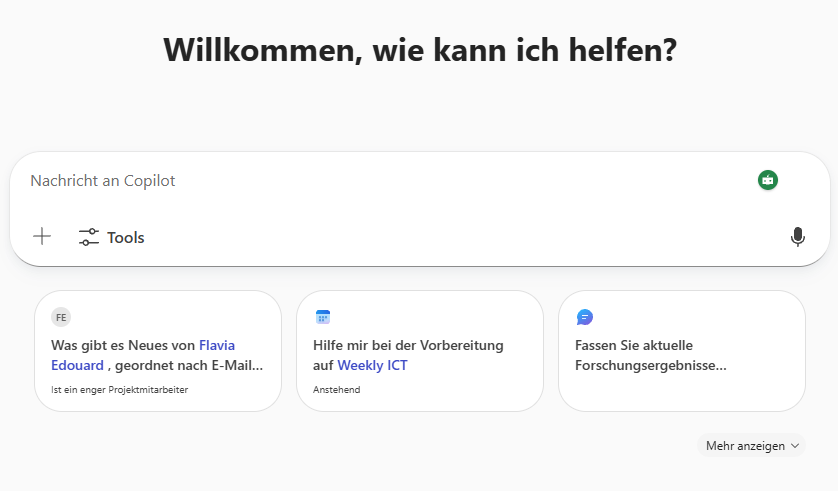 Willkommen, wie kann ich helfen?
Nachricht an Copilot
Tools
FE
Was gibt es Neues von Flavia
Edouard , geordnet nach E-Mail...
Ist ein enger Projektmitarbeiter
Hilfe mir bei der Vorbereitung
auf Weekly ICT
Anstehend
Fassen Sie aktuelle
Forschungsergebnisse...
Mehr anzeigen